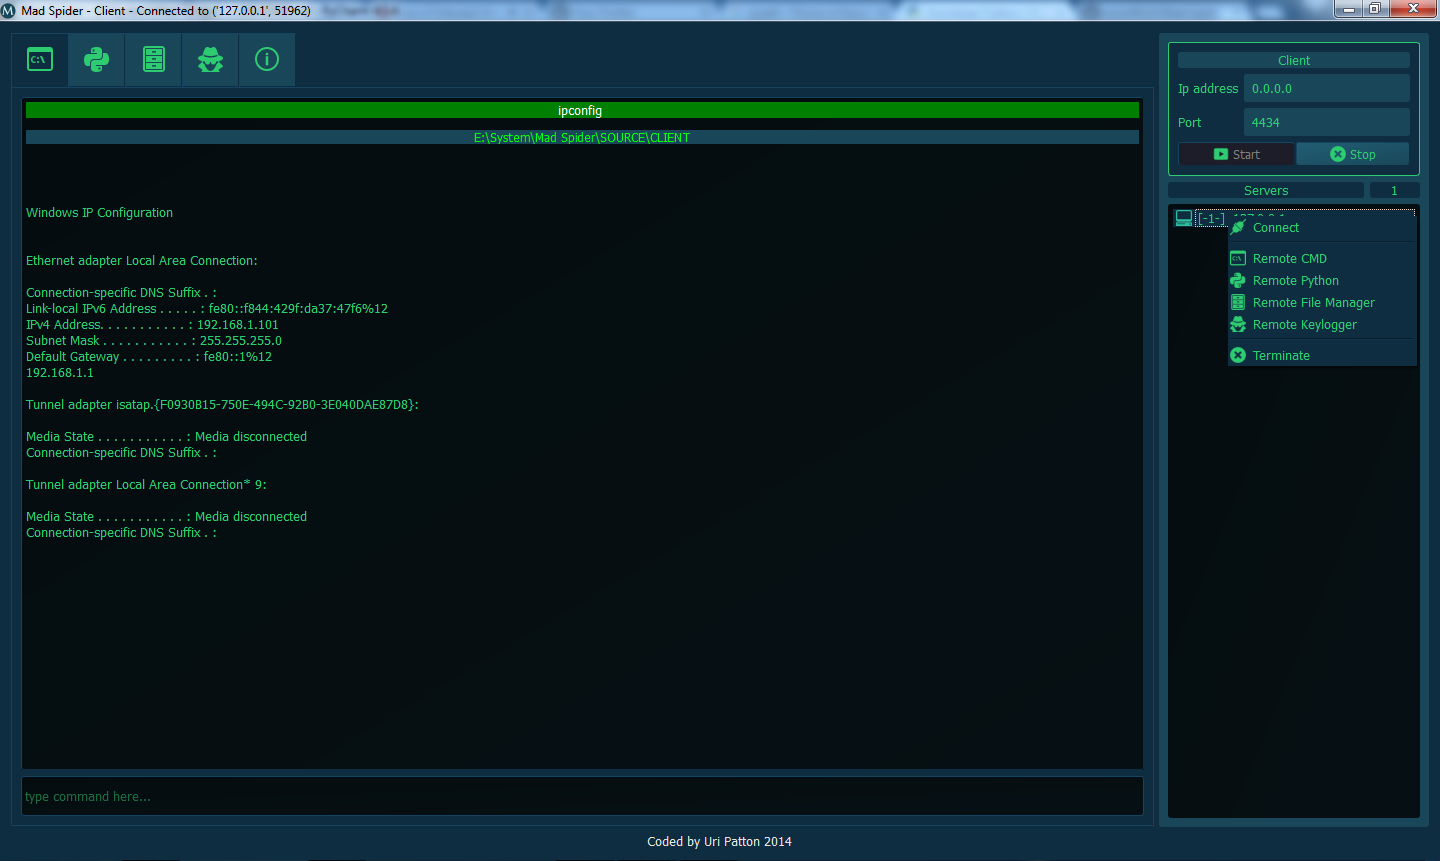 Mad Spider - Client - Connected to ('127.0.0.1', 51962)
C:\
ipconfig
E:\System\Mad Spider\SOURCE\CLIENT
Windows IP Configuration
Ethernet adapter Local Area Connection:
Connection-specific DNS Suffix . :
Link-local IPv6 Address . . . . . : fe80::f844:429f:da37:47f6%12
IPv4 Address. . . . . . . . . . . : 192.168.1.101
Subnet Mask . . . . . . . . . . . : 255.255.255.0
Default Gateway . . . . . . . . . : fe80::1%12
192.168.1.1
Tunnel adapter isatap.{F0930B15-750E-494C-92B0-3E040DAE87D8}:
Media State . . . . . . . . . . . : Media disconnected
Connection-specific DNS Suffix . :
Tunnel adapter Local Area Connection* 9:
Media State . . . . . . . . . . . : Media disconnected
Connection-specific DNS Suffix . :
type command here...
Client
Ip address 0.0.0.0
Port 4434
Start Stop
Servers 1
[-1-]
Connect
Remote CMD
Remote Python
Remote File Manager
Remote Keylogger
Terminate
Coded by Uri Patton 2014